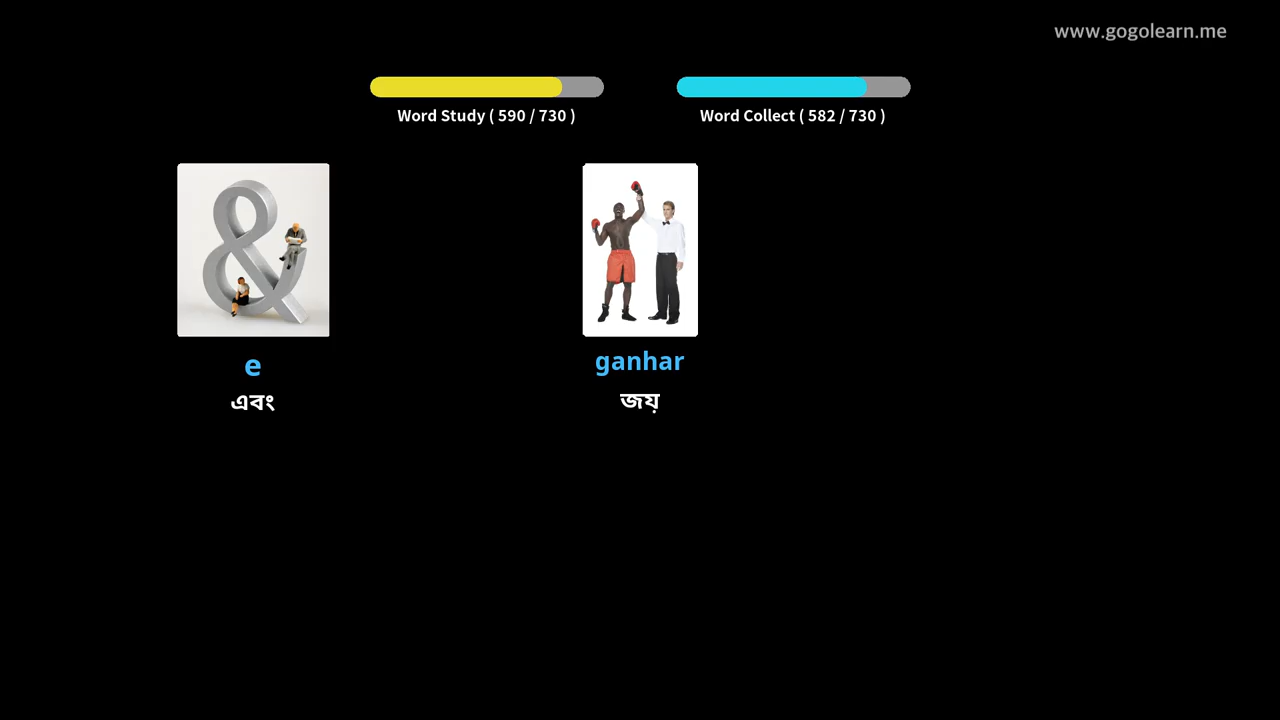 www.gogolearn.me
Word Study ( 590 / 730 )
Word Collect ( 582 / 730 )
&
e
এবং
ganhar
জয়